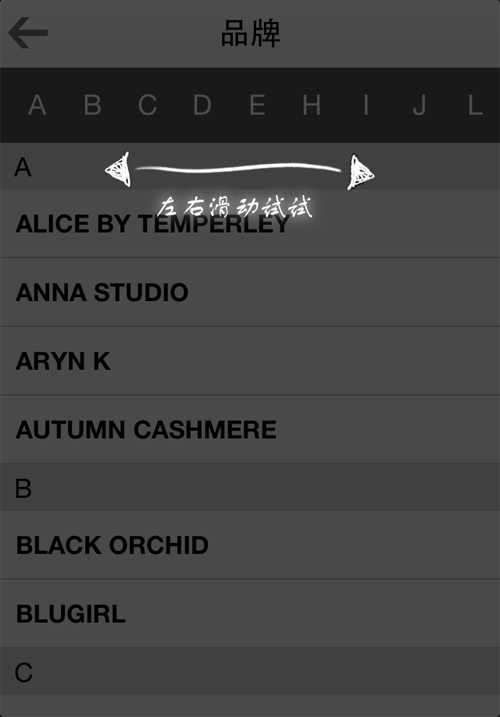 品牌
A B C D E H I J L
A
左右滑动试试
ALICE BY TEMPERLEY
ANNA STUDIO
ARYN K
AUTUMN CASHMERE
B
BLACK ORCHID
BLUGIRL
C